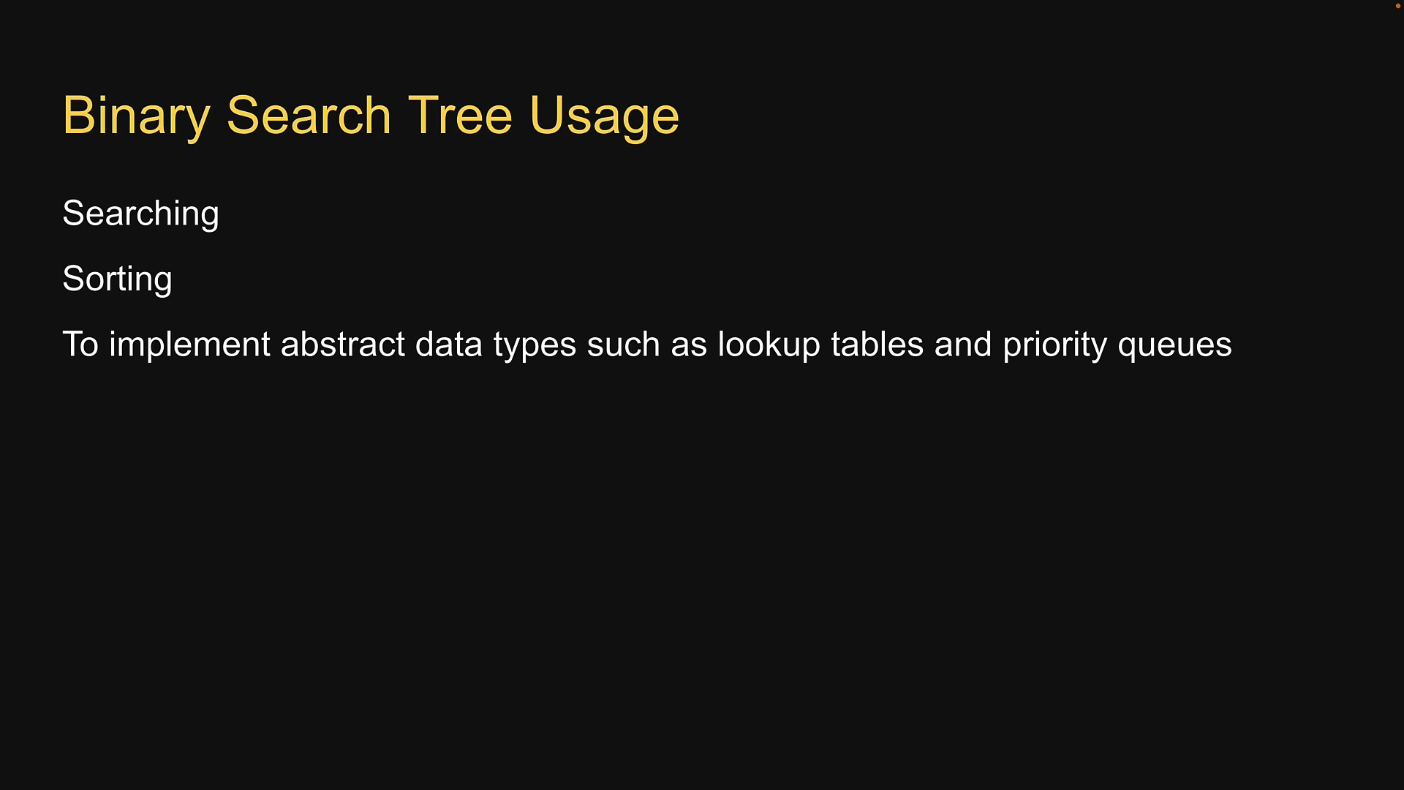 Binary Search Tree Usage
Searching
Sorting
To implement abstract data types such as lookup tables and priority queues